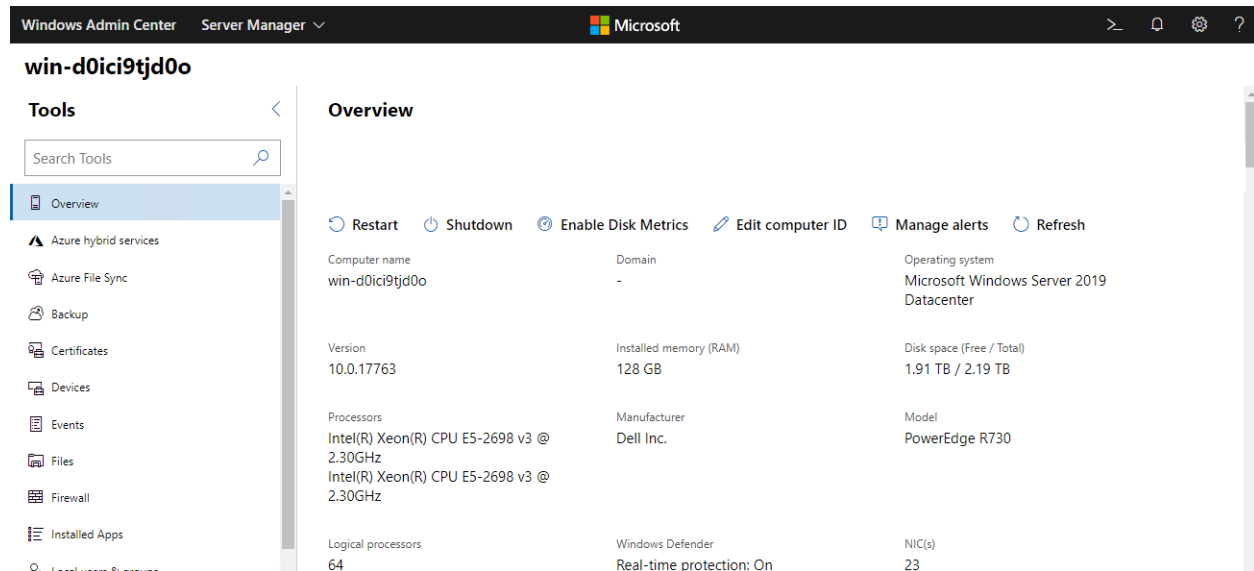 Windows Admin Center Server Manager Microsoft ?
win-d0ici9tjd0o
Tools
Search Tools
Overview
Azure hybrid services
Azure File Sync
Backup
Certificates
Devices
Events
Files
Firewall
Installed Apps
Local users & groups
Overview
Restart Shutdown Enable Disk Metrics Edit computer ID Manage alerts Refresh
Computer name Domain Operating system
win-d0ici9tjd0o - Microsoft Windows Server 2019
Datacenter
Version Installed memory (RAM) Disk space (Free / Total)
10.0.17763 128 GB 1.91 TB / 2.19 TB
Processors Manufacturer Model
Intel(R) Xeon(R) CPU E5-2698 v3 @ Dell Inc. PowerEdge R730
2.30GHz
Intel(R) Xeon(R) CPU E5-2698 v3 @
2.30GHz
Logical processors Windows Defender NIC(s)
64 Real-time protection: On 23